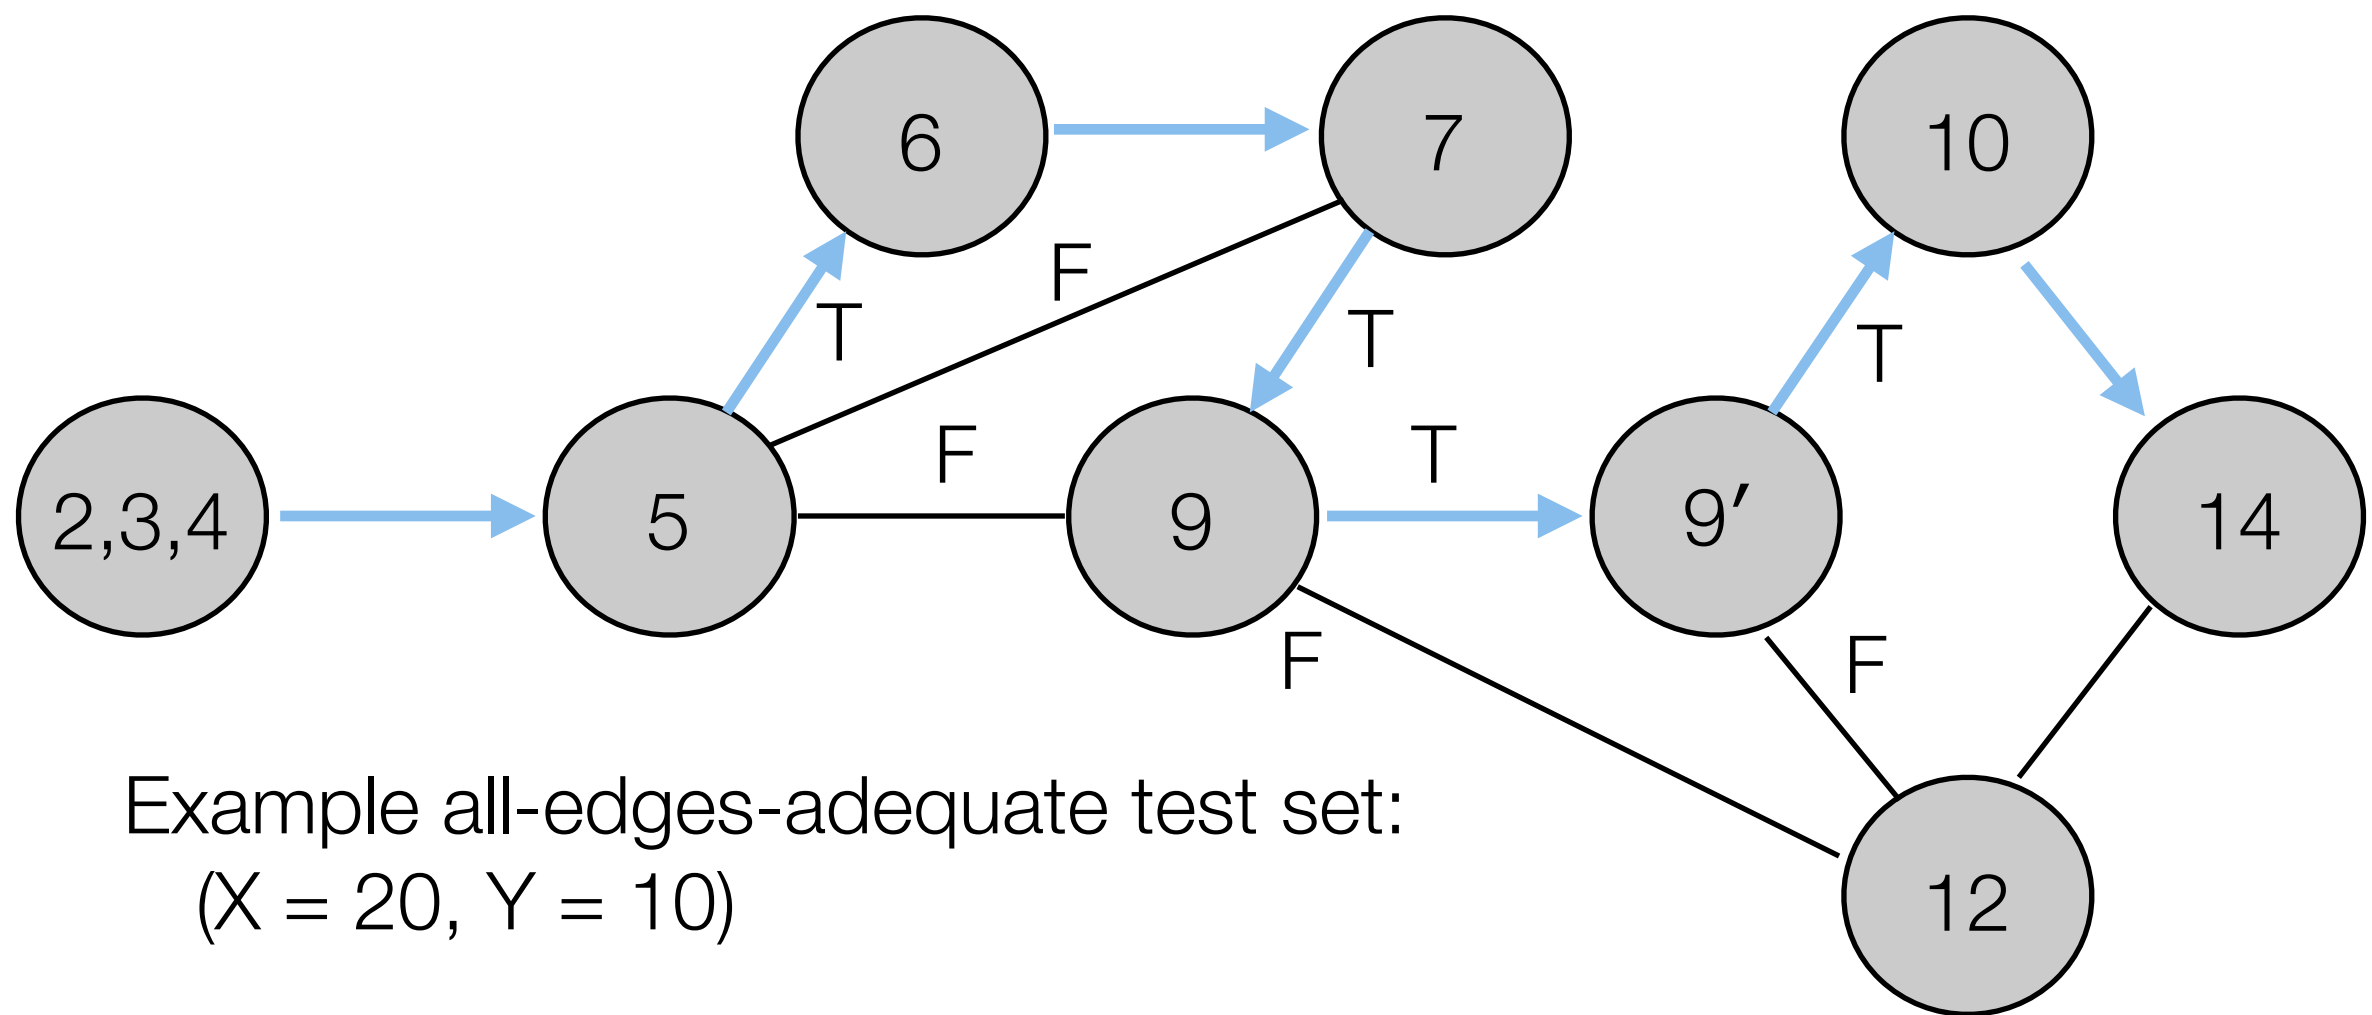 6
7
10
F
T
T
T
F
T
2,3,4
5
9
9′
14
F
F
Example all-edges-adequate test set:
(X = 20, Y = 10)
12